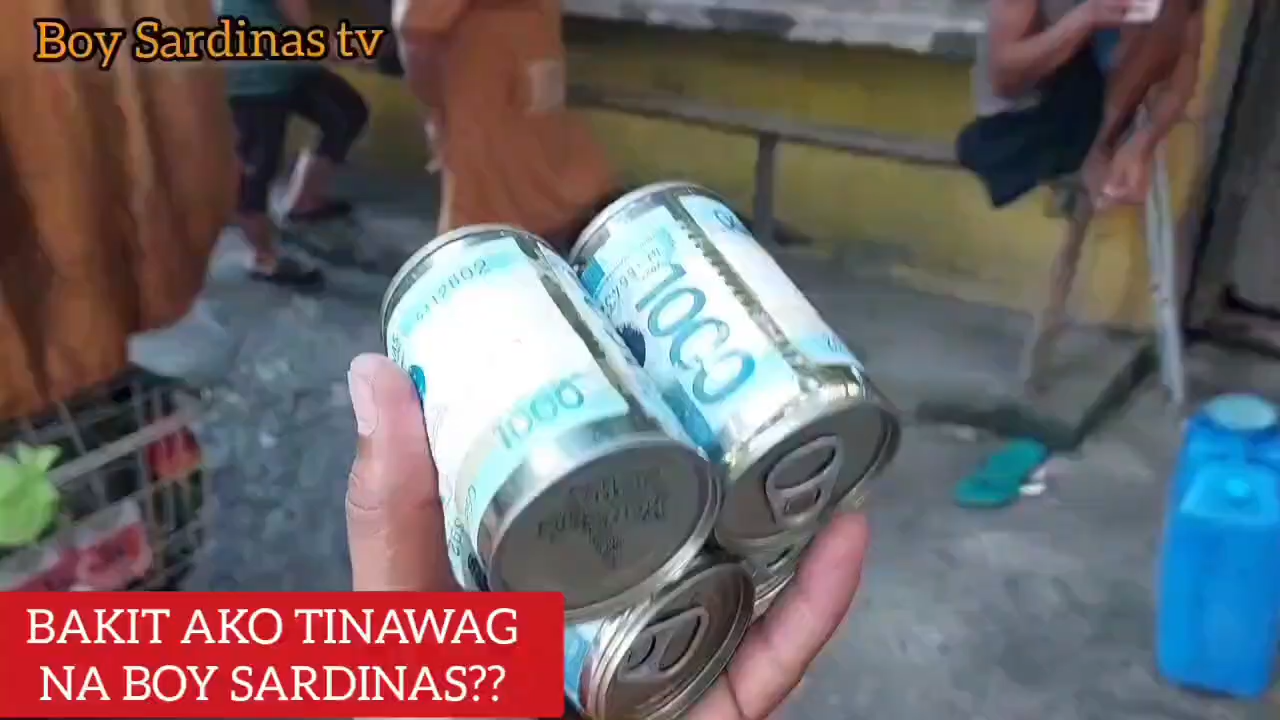 Boy Sardinas tv
1000
1000
BAKIT AKO TINAWAG
NA BOY SARDINAS??